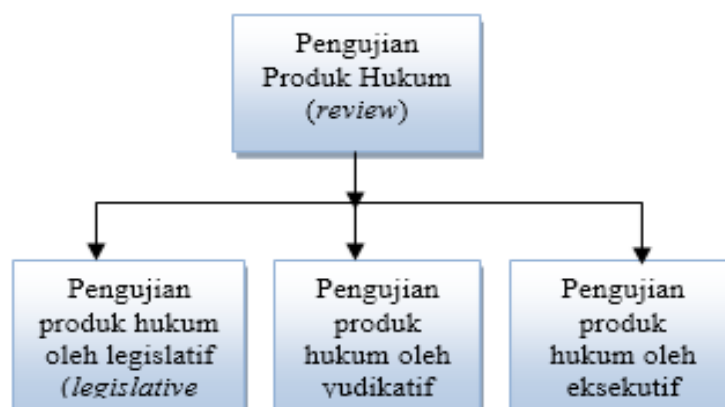 Pengujian
Produk Hukum
(review)
Pengujian
produk hukum
oleh legislatif
(legislative
Pengujian
produk
hukum oleh
yudikatif
Pengujian
produk
hukum oleh
eksekutif